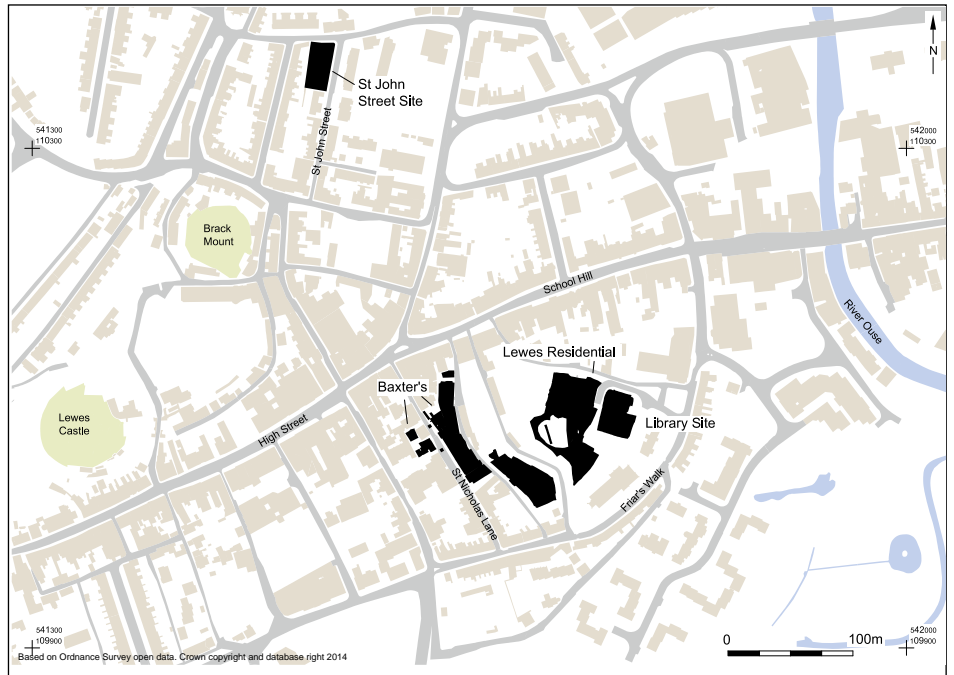 N
St John
Street Site
541300
110300
542000
110300
St John Street
Brack
Mount
School Hill
River Ouse
Lewes Residential
Baxter's
Library Site
Lewes
Castle
High Street
St Nicholas Lane
Friar's Walk
541300
109900
0
100m
542000
109900
Based on Ordnance Survey open data. Crown copyright and database right 2014